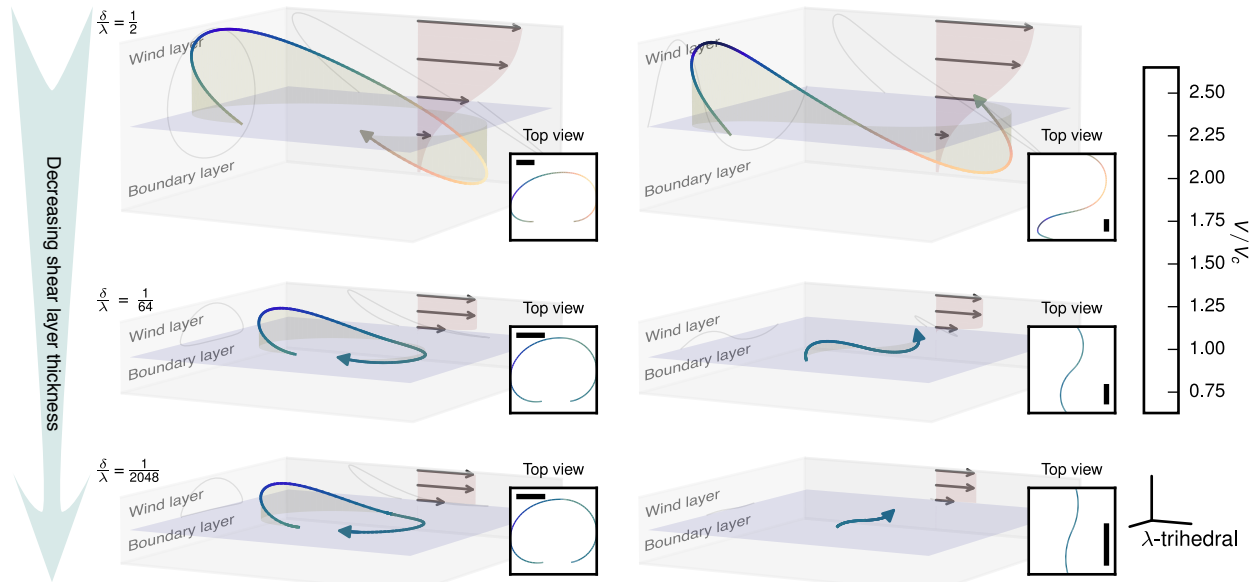 δ/λ = 1/2
Wind layer
Boundary layer
Top view
Wind layer
Boundary layer
Top view
Decreasing shear layer thickness
δ/λ = 1/64
Wind layer
Boundary layer
Top view
Wind layer
Boundary layer
Top view
δ/λ = 1/2048
Wind layer
Boundary layer
Top view
Wind layer
Boundary layer
Top view
2.50
2.25
2.00
1.75
1.50
1.25
1.00
0.75
V/V_c
λ-trihedral